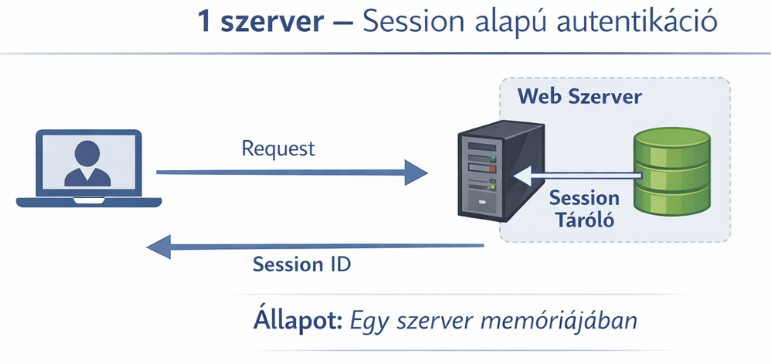 1 szerver – Session alapú autentikáció
Web Szerver
Request
Session
Tároló
Session ID
Állapot: Egy szerver memóriájában